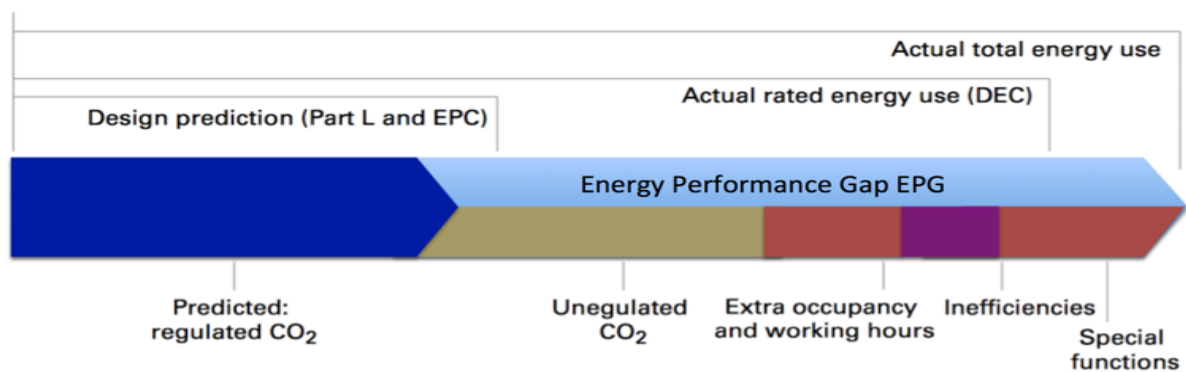 Actual total energy use
Actual rated energy use (DEC)
Design prediction (Part L and EPC)
Energy Performance Gap EPG
Predicted:
regulated CO₂
Unegulated
CO₂
Extra occupancy
and working hours
Inefficiencies
Special
functions